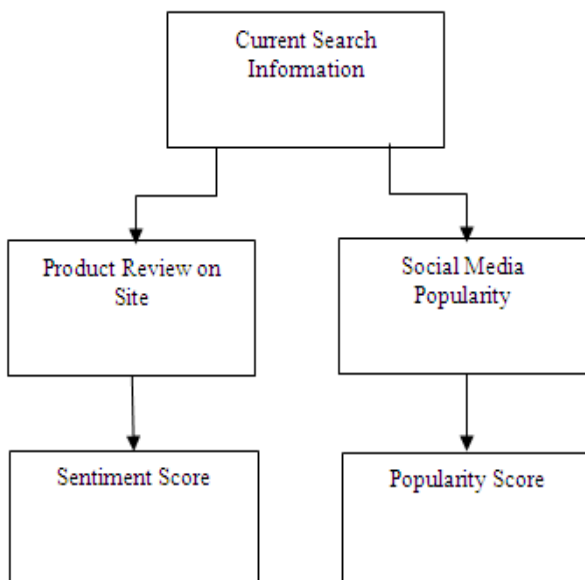 Current Search
Information
Product Review on
Site
Social Media
Popularity
Sentiment Score
Popularity Score